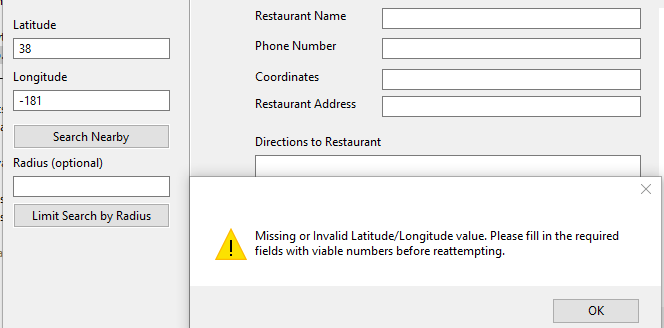 Latitude
38
Longitude
-181
Search Nearby
Radius (optional)
Limit Search by Radius
Restaurant Name
Phone Number
Coordinates
Restaurant Address
Directions to Restaurant
Missing or Invalid Latitude/Longitude value. Please fill in the required
fields with viable numbers before reattempting.
OK